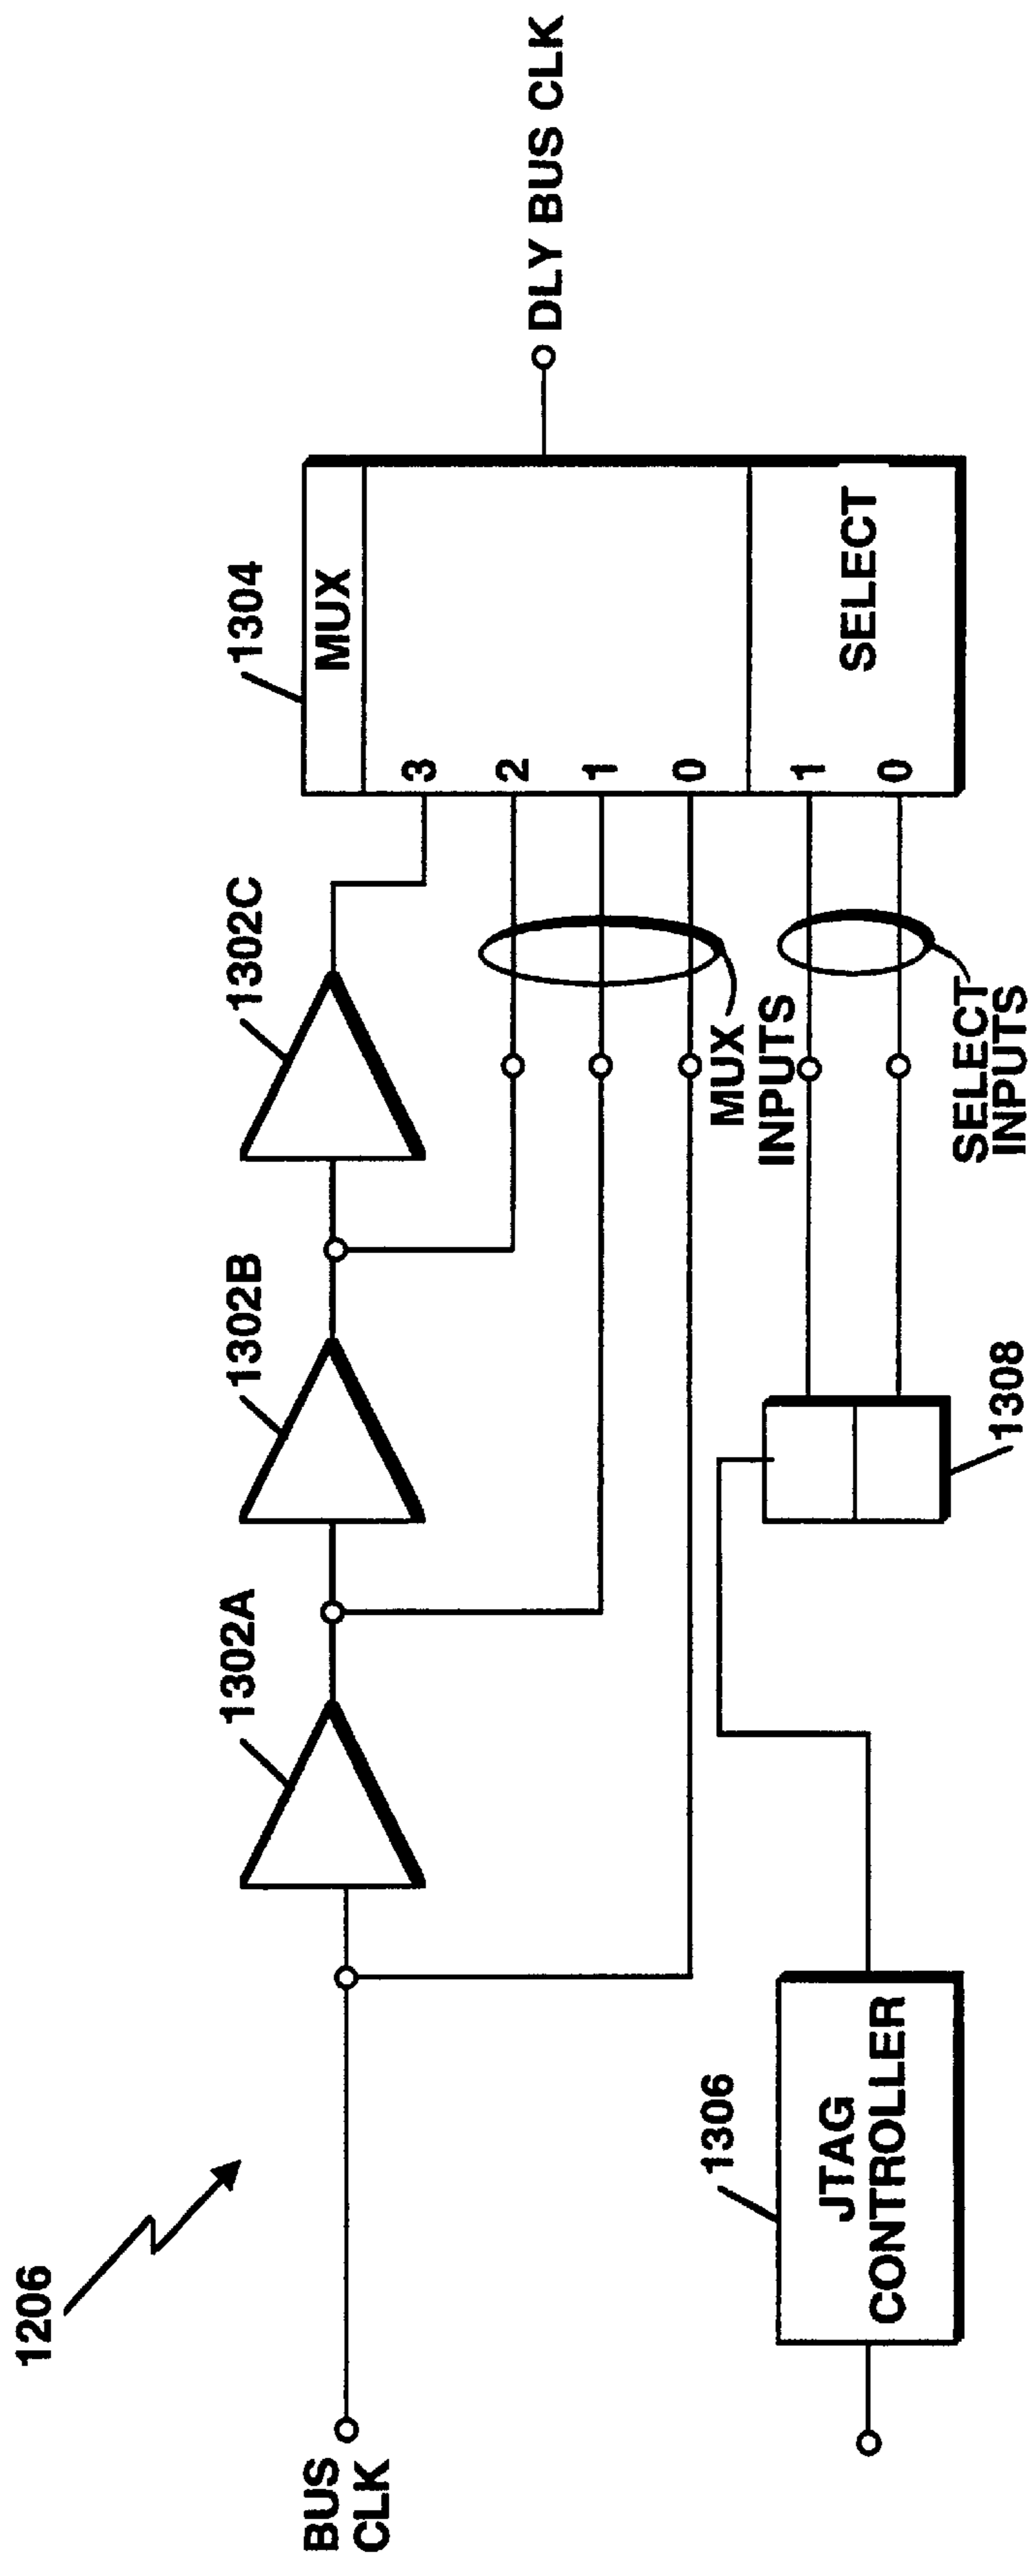 1206
BUS
CLK
1302A
1302B
1302C
1304
MUX
3
2
1
0
1
0
SELECT
DLY BUS CLK
MUX
INPUTS
SELECT
INPUTS
1306
JTAG
CONTROLLER
1308